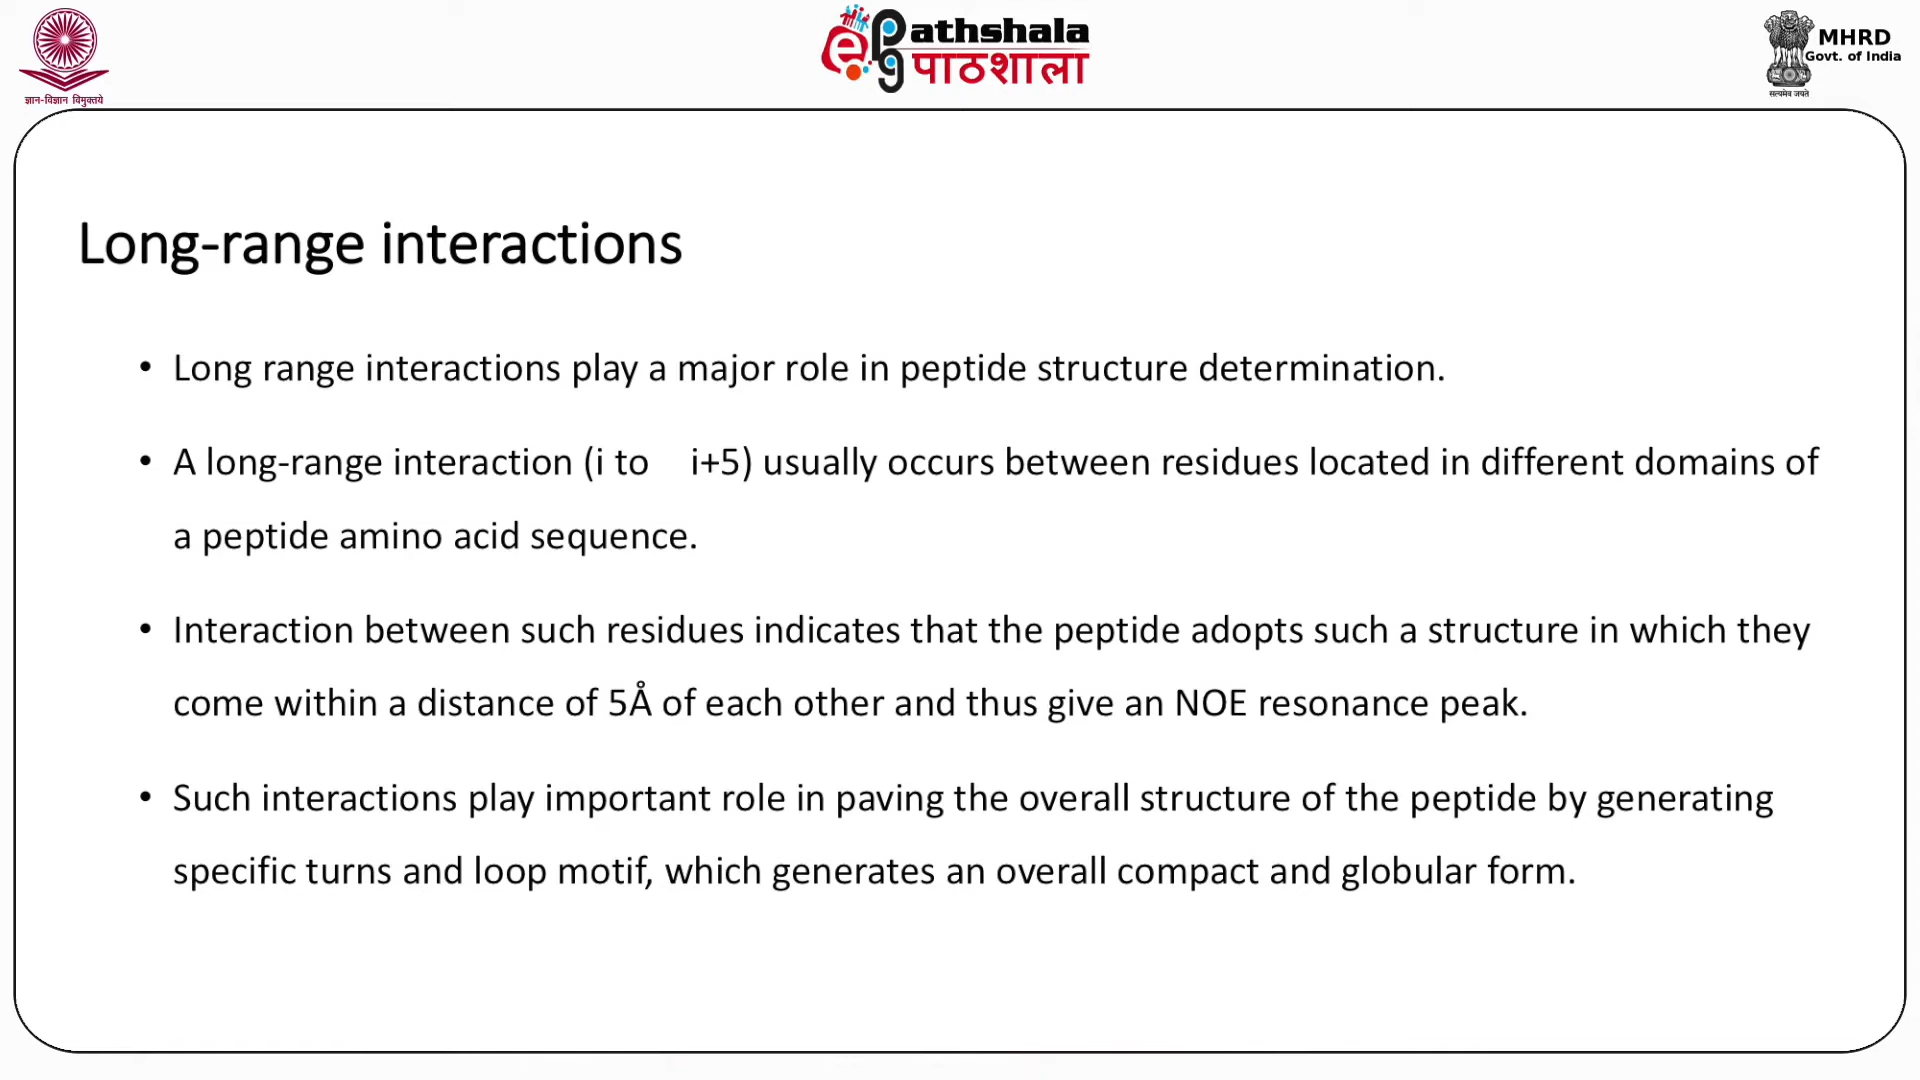 ज्ञान-विज्ञान विमुक्तये
e Pathshala
pg पाठशाला
MHRD
Govt. of India
सत्यमेव जयते
Long-range interactions
• Long range interactions play a major role in peptide structure determination.
• A long-range interaction (i to    i+5) usually occurs between residues located in different domains of
a peptide amino acid sequence.
• Interaction between such residues indicates that the peptide adopts such a structure in which they
come within a distance of 5Å of each other and thus give an NOE resonance peak.
• Such interactions play important role in paving the overall structure of the peptide by generating
specific turns and loop motif, which generates an overall compact and globular form.